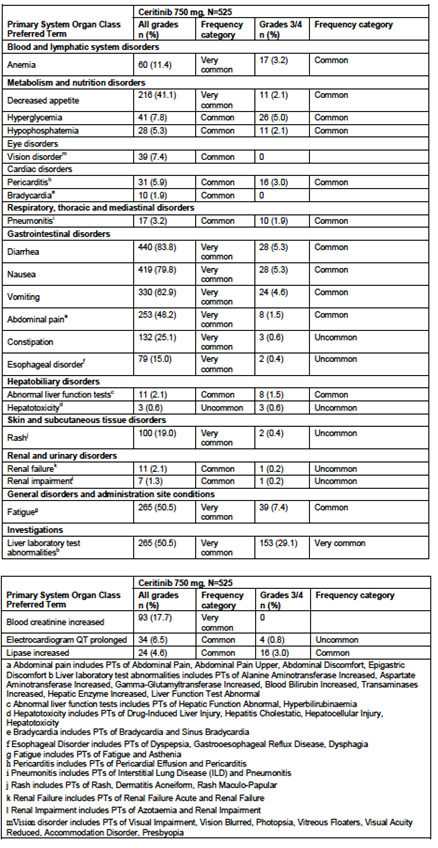 Ceritinib 750 mg, N=525
Primary System Organ Class Preferred Term | All grades n (%) | Frequency category | Grades 3/4 n (%) | Frequency category
Blood and lymphatic system disorders
Anemia | 60 (11.4) | Very common | 17 (3.2) | Common
Metabolism and nutrition disorders
Decreased appetite | 216 (41.1) | Very common | 11 (2.1) | Common
Hyperglycemia | 41 (7.8) | Common | 26 (5.0) | Common
Hypophosphatemia | 28 (5.3) | Common | 11 (2.1) | Common
Eye disorders
Vision disorder m | 39 (7.4) | Common | 0
Cardiac disorders
Pericarditis h | 31 (5.9) | Common | 16 (3.0) | Common
Bradycardia e | 10 (1.9) | Common | 0
Respiratory, thoracic and mediastinal disorders
Pneumonitis i | 17 (3.2) | Common | 10 (1.9) | Common
Gastrointestinal disorders
Diarrhea | 440 (83.8) | Very common | 28 (5.3) | Common
Nausea | 419 (79.8) | Very common | 28 (5.3) | Common
Vomiting | 330 (62.9) | Very common | 24 (4.6) | Common
Abdominal pain a | 253 (48.2) | Very common | 8 (1.5) | Common
Constipation | 132 (25.1) | Very common | 3 (0.6) | Uncommon
Esophageal disorder f | 79 (15.0) | Very common | 2 (0.4) | Uncommon
Hepatobiliary disorders
Abnormal liver function tests c | 11 (2.1) | Common | 8 (1.5) | Common
Hepatotoxicity d | 3 (0.6) | Uncommon | 3 (0.6) | Uncommon
Skin and subcutaneous tissue disorders
Rash j | 100 (19.0) | Very common | 2 (0.4) | Uncommon
Renal and urinary disorders
Renal failure k | 11 (2.1) | Common | 1 (0.2) | Uncommon
Renal impairment l | 7 (1.3) | Common | 1 (0.2) | Uncommon
General disorders and administration site conditions
Fatigue g | 265 (50.5) | Very common | 39 (7.4) | Common
Investigations
Liver laboratory test abnormalities b | 265 (50.5) | Very common | 153 (29.1) | Very common
Ceritinib 750 mg, N=525
Primary System Organ Class Preferred Term | All grades n (%) | Frequency category | Grades 3/4 n (%) | Frequency category
Blood creatinine increased | 93 (17.7) | Very common | 0
Electrocardiogram QT prolonged | 34 (6.5) | Common | 4 (0.8) | Uncommon
Lipase increased | 24 (4.6) | Common | 16 (3.0) | Common
a Abdominal pain includes PTs of Abdominal Pain, Abdominal Pain Upper, Abdominal Discomfort, Epigastric
Discomfort b Liver laboratory test abnormalities includes PTs of Alanine Aminotransferase Increased, Aspartate
Aminotransferase Increased, Gamma-Glutamyltransferase Increased, Blood Bilirubin Increased, Transaminases
Increased, Hepatic Enzyme Increased, Liver Function Test Abnormal
c Abnormal liver function tests includes PTs of Hepatic Function Abnormal, Hyperbilirubinaemia
d Hepatotoxicity includes PTs of Drug-Induced Liver Injury, Hepatitis Cholestatic, Hepatocellular Injury,
Hepatotoxicity
e Bradycardia includes PTs of Bradycardia and Sinus Bradycardia
f Esophageal Disorder includes PTs of Dyspepsia, Gastrooesophageal Reflux Disease, Dysphagia
g Fatigue includes PTs of Fatigue and Asthenia
h Pericarditis includes PTs of Pericardial Effusion and Pericarditis
i Pneumonitis includes PTs of Interstitial Lung Disease (ILD) and Pneumonitis
j Rash includes PTs of Rash, Dermatitis Acneiform, Rash Maculo-Papular
k Renal Failure includes PTs of Renal Failure Acute and Renal Failure
l Renal Impairment includes PTs of Azotaemia and Renal Impairment
mVision disorder includes PTs of Visual Impairment, Vision Blurred, Photopsia, Vitreous Floaters, Visual Acuity
Reduced, Accommodation Disorder, Presbyopia